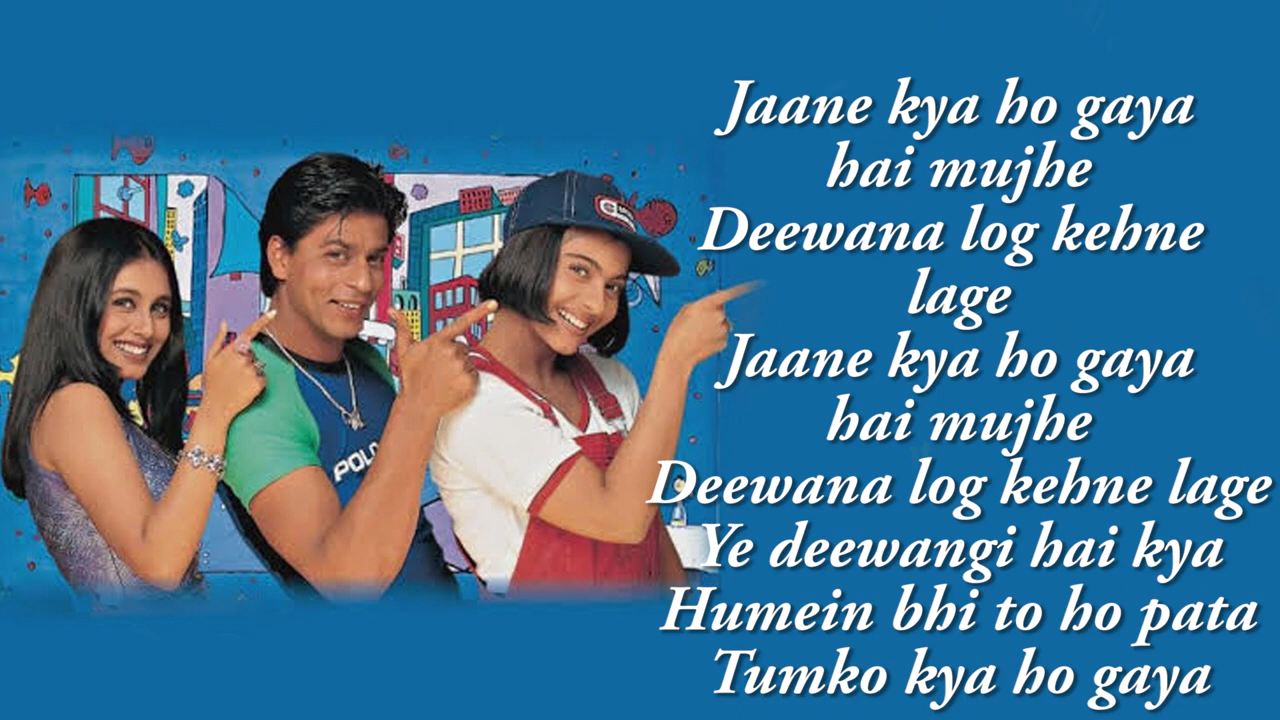 Jaane kya ho gaya
hai mujhe
Deewana log kehne
lage
Jaane kya ho gaya
hai mujhe
Deewana log kehne lage
Ye deewangi hai kya
Humein bhi to ho pata
Tumko kya ho gaya
POLO